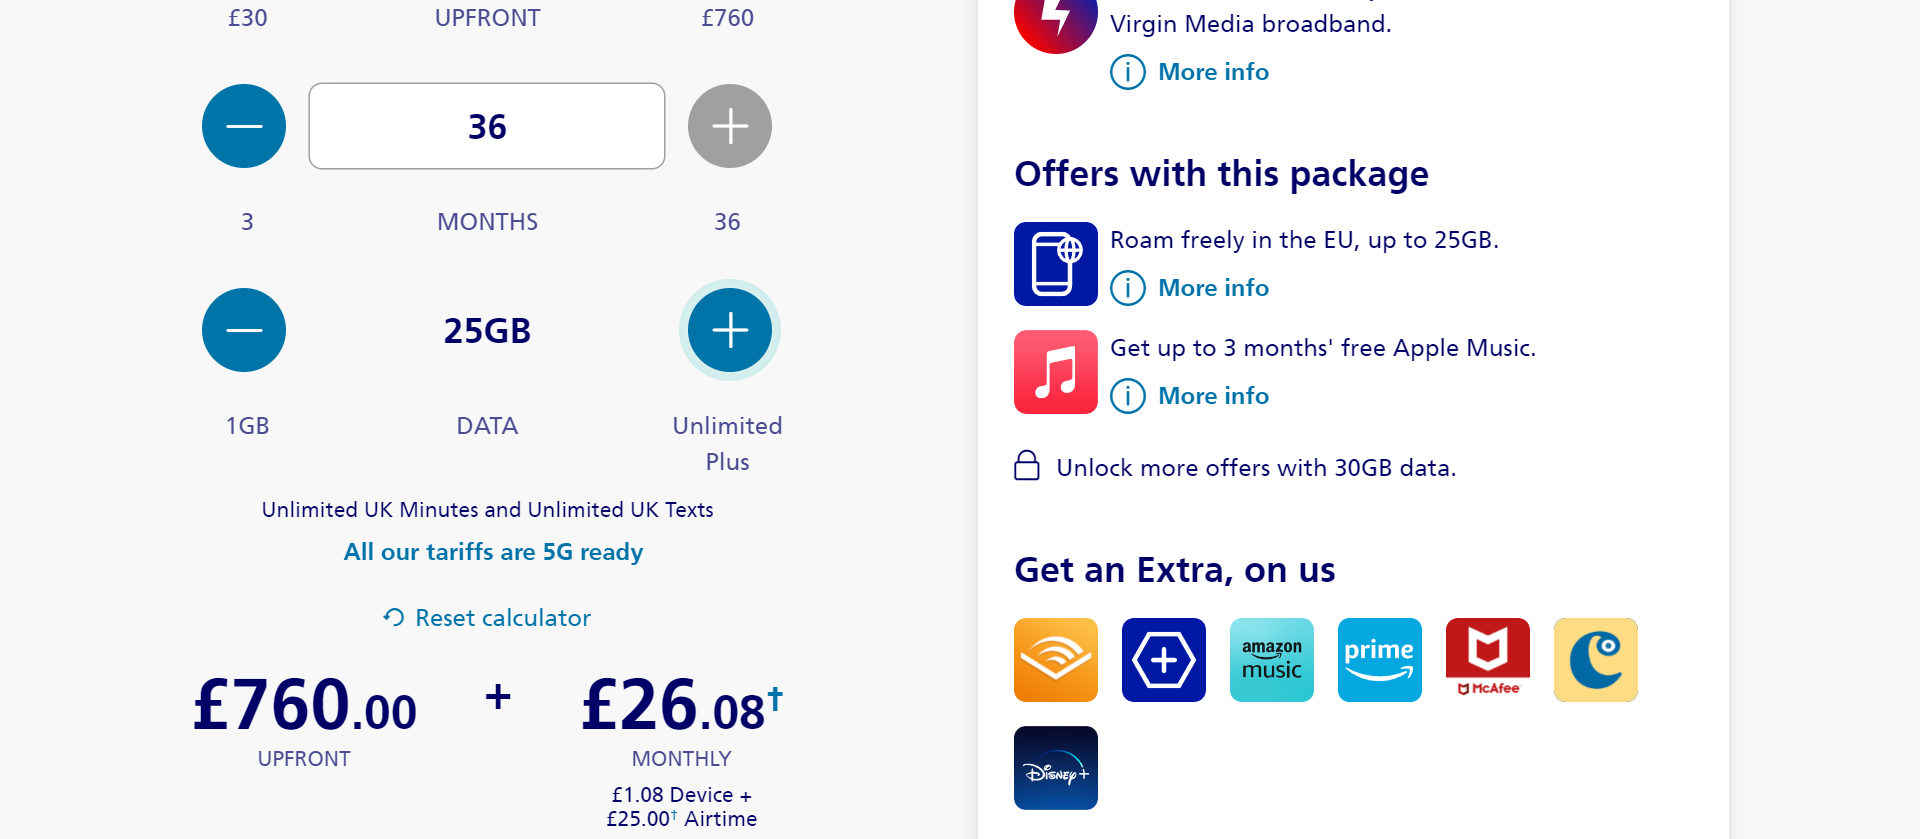 £30 UPFRONT £760
36
3 MONTHS 36
25GB
1GB DATA Unlimited
Plus
Unlimited UK Minutes and Unlimited UK Texts
All our tariffs are 5G ready
Reset calculator
£760.00 + £26.08†
UPFRONT MONTHLY
£1.08 Device +
£25.00† Airtime
Virgin Media broadband.
More info
Offers with this package
Roam freely in the EU, up to 25GB.
More info
Get up to 3 months' free Apple Music.
More info
Unlock more offers with 30GB data.
Get an Extra, on us
amazon
music
prime
McAfee
Disney+